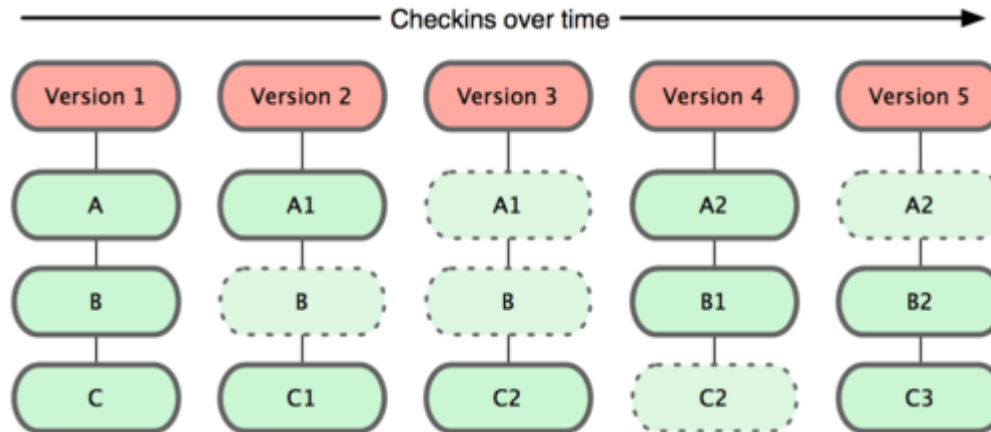 Checkins over time
Version 1 Version 2 Version 3 Version 4 Version 5
A A1 A1 A2 A2
B B B B1 B2
C C1 C2 C2 C3